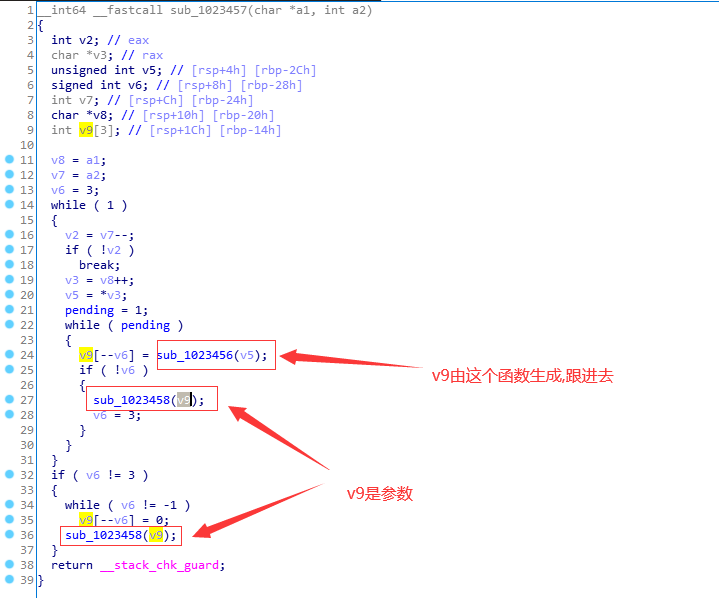 1 __int64 __fastcall sub_1023457(char *a1, int a2)
2 {
3 int v2; // eax
4 char *v3; // rax
5 unsigned int v5; // [rsp+4h] [rbp-2Ch]
6 signed int v6; // [rsp+8h] [rbp-28h]
7 int v7; // [rsp+Ch] [rbp-24h]
8 char *v8; // [rsp+10h] [rbp-20h]
9 int v9[3]; // [rsp+1Ch] [rbp-14h]
10
11 v8 = a1;
12 v7 = a2;
13 v6 = 3;
14 while ( 1 )
15 {
16 v2 = v7--;
17 if ( !v2 )
18 break;
19 v3 = v8++;
20 v5 = *v3;
21 pending = 1;
22 while ( pending )
23 {
24 v9[--v6] = sub_1023456(v5);
25 if ( !v6 )
26 {
27 sub_1023458(v9);
28 v6 = 3;
29 }
30 }
31 }
32 if ( v6 != 3 )
33 {
34 while ( v6 != -1 )
35 v9[--v6] = 0;
36 sub_1023458(v9);
37 }
38 return __stack_chk_guard;
39 }
v9由这个函数生成,跟进去
v9是参数